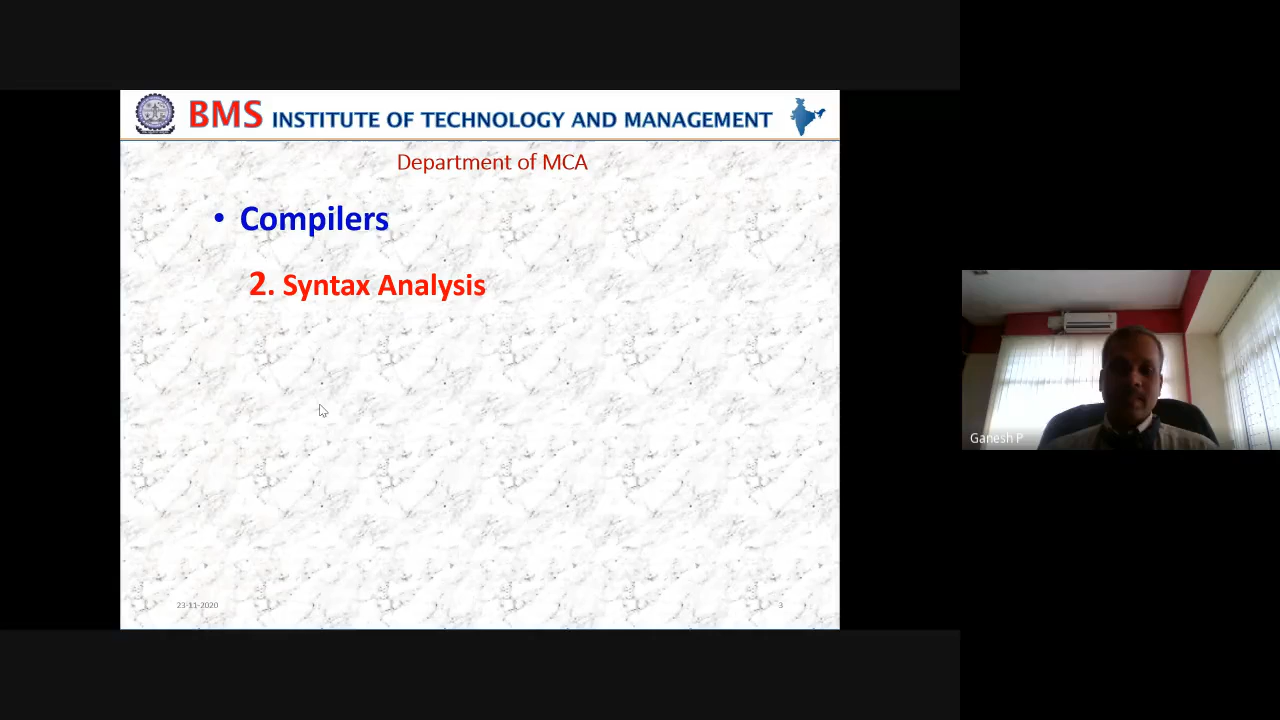 BMS INSTITUTE OF TECHNOLOGY AND MANAGEMENT
Department of MCA
• Compilers
2. Syntax Analysis
23-11-2020
3
Ganesh P